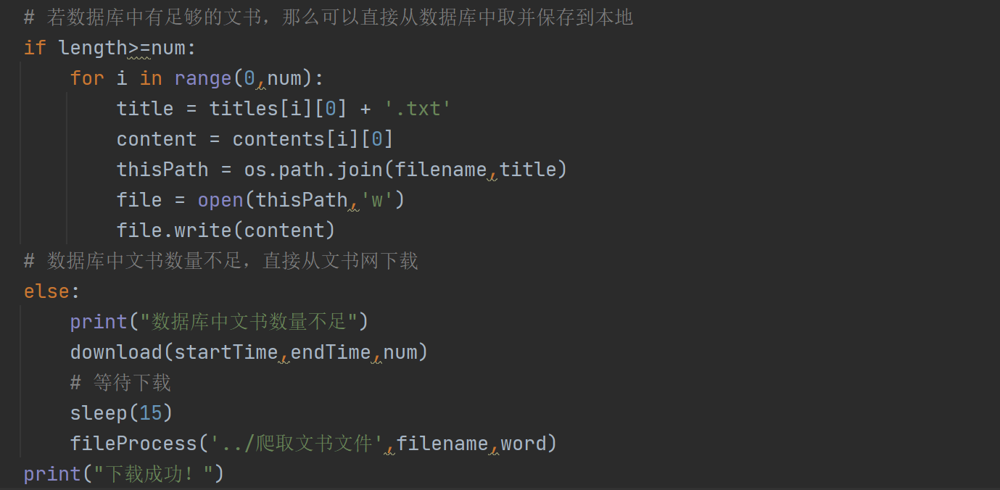 # 若数据库中有足够的文书，那么可以直接从数据库中取并保存到本地
if length>=num:
    for i in range(0,num):
        title = titles[i][0] + '.txt'
        content = contents[i][0]
        thisPath = os.path.join(filename,title)
        file = open(thisPath,'w')
        file.write(content)
# 数据库中文书数量不足，直接从文书网下载
else:
    print("数据库中文书数量不足")
    download(startTime,endTime,num)
    # 等待下载
    sleep(15)
    fileProcess('../爬取文书文件',filename,word)
print("下载成功！")